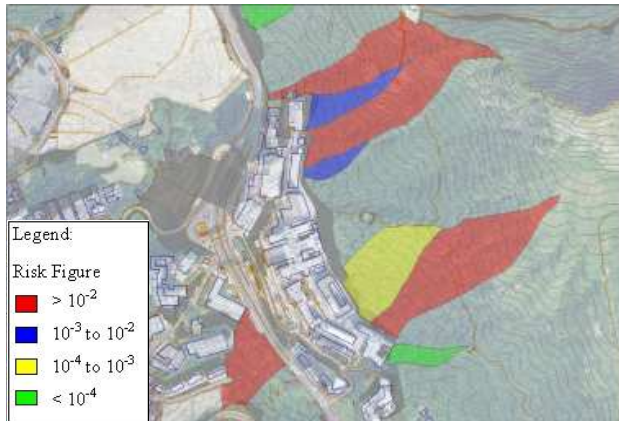 Legend:
Risk Figure
> 10⁻²
10⁻³ to 10⁻²
10⁻⁴ to 10⁻³
< 10⁻⁴